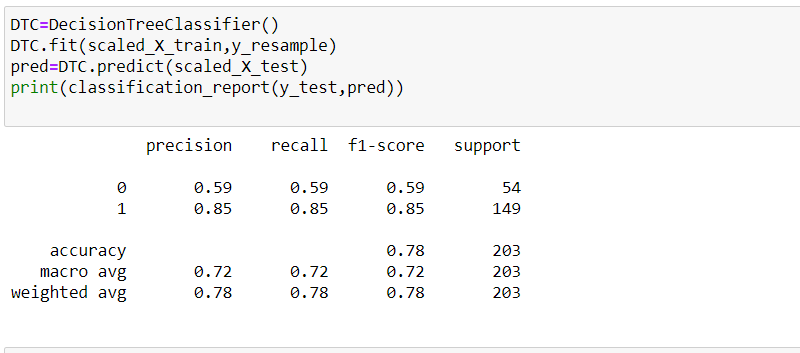 DTC=DecisionTreeClassifier()
DTC.fit(scaled_X_train,y_resample)
pred=DTC.predict(scaled_X_test)
print(classification_report(y_test,pred))
precision recall f1-score support
0 0.59 0.59 0.59 54
1 0.85 0.85 0.85 149
accuracy 0.78 203
macro avg 0.72 0.72 0.72 203
weighted avg 0.78 0.78 0.78 203